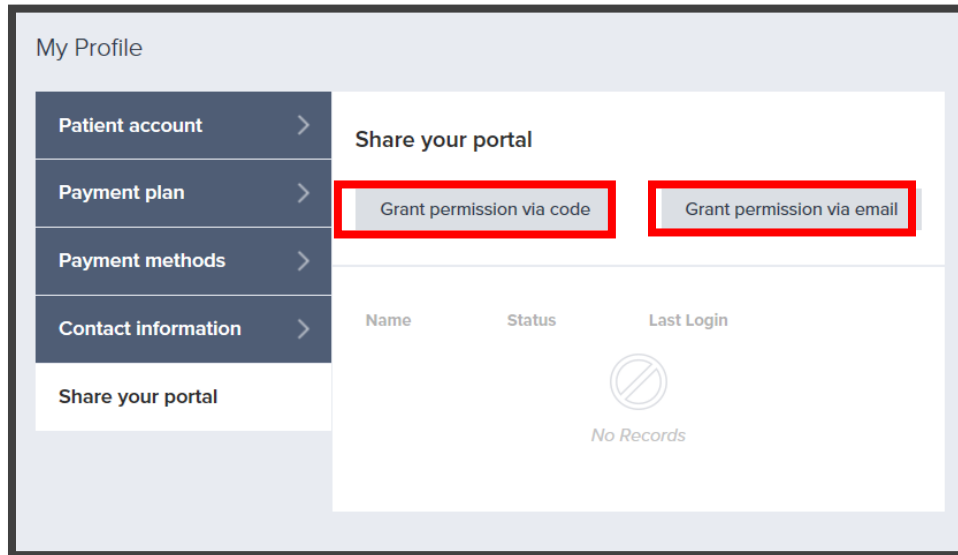 My Profile
Patient account
Payment plan
Payment methods
Contact information
Share your portal
Share your portal
Grant permission via code Grant permission via email
Name Status Last Login
No Records